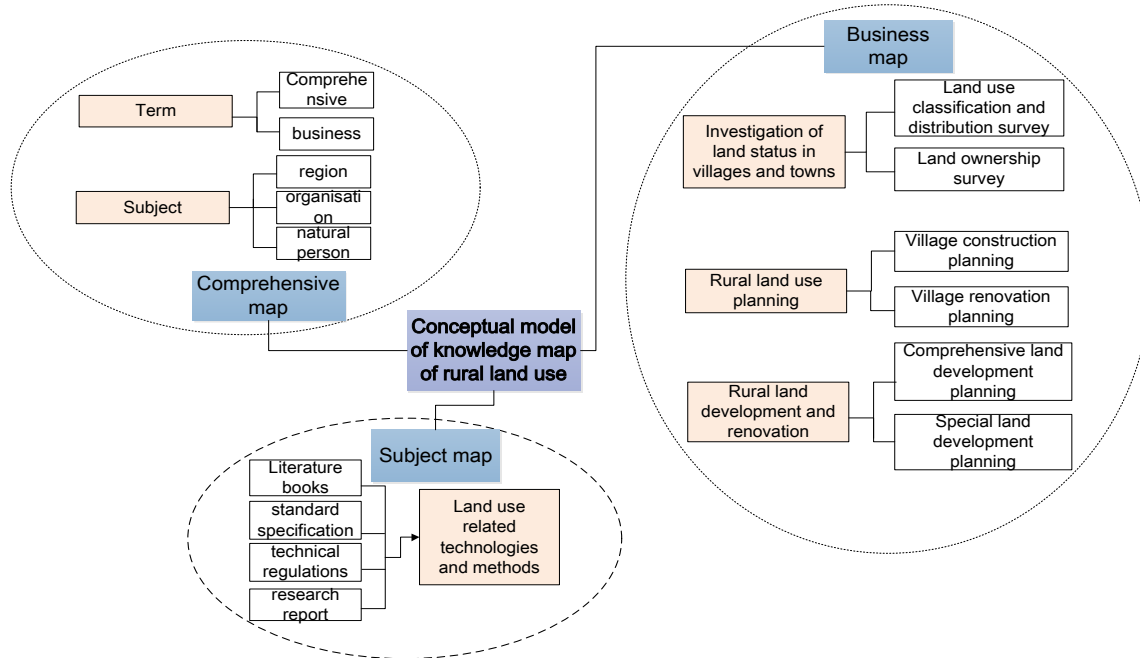 Comprehe
nsive
Term
business
region
Subject
organisati
on
natural
person
Comprehensive
map
Business
map
Land use
classification and
distribution survey
Investigation of
land status in
villages and towns
Land ownership
survey
Village construction
planning
Rural land use
planning
Village renovation
planning
Comprehensive land
development
planning
Rural land
development and
renovation
Special land
development
planning
Conceptual model
of knowledge map
of rural land use
Subject map
Literature
books
standard
specification
technical
regulations
research
report
Land use
related
technologies
and methods